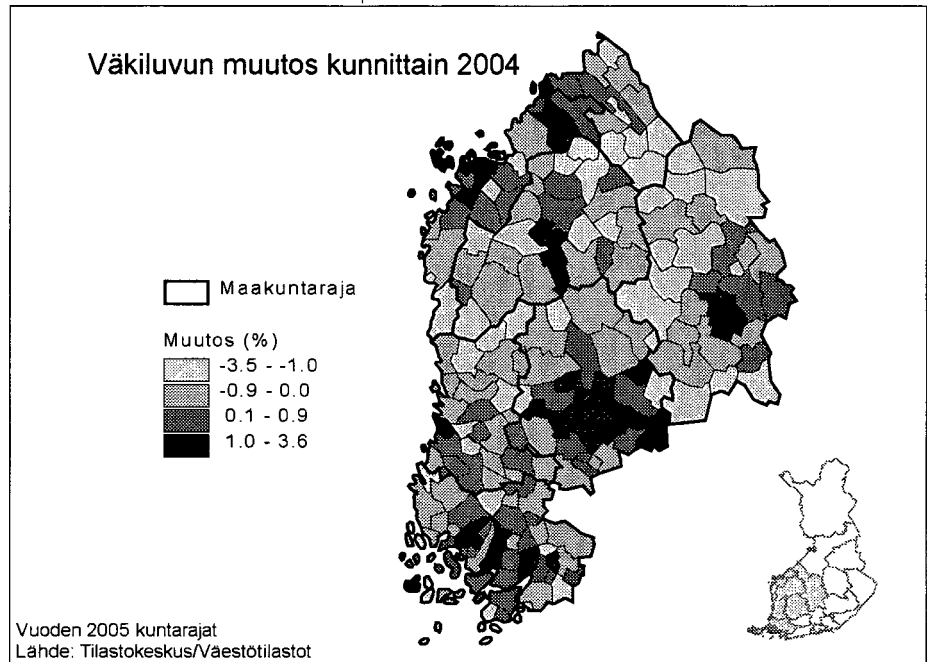 Väkiluvun muutos kunnittain 2004
Maakuntaraja
Muutos (%)
-3.5 - -1.0
-0.9 - 0.0
0.1 - 0.9
1.0 - 3.6
Vuoden 2005 kuntarajat
Lähde: Tilastokeskus/Väestötilastot